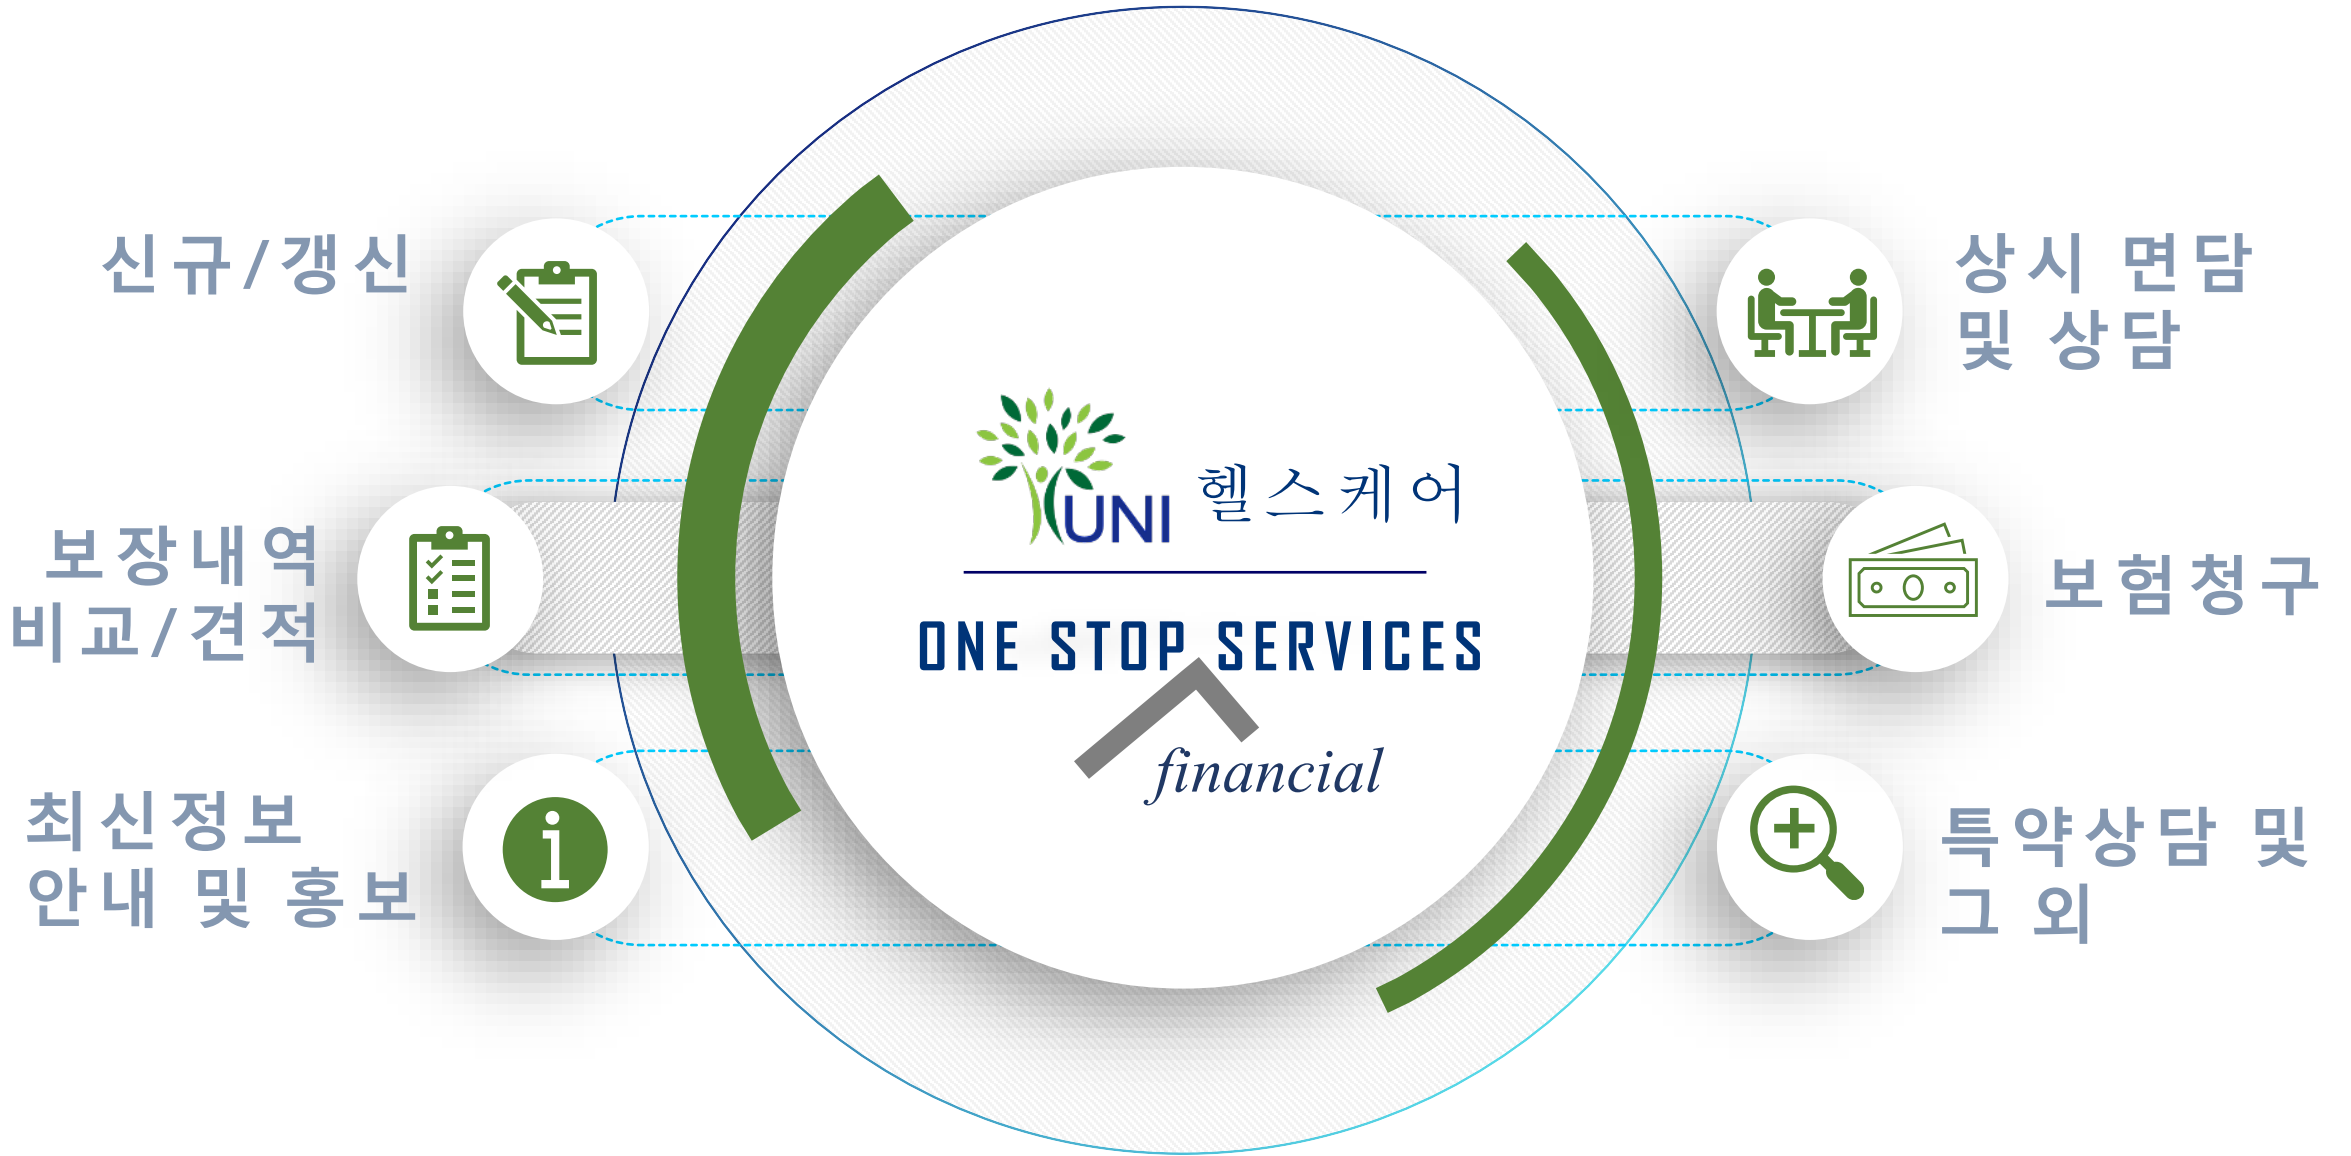 신규/갱신
보장내역
비교/견적
최신정보
안내 및 홍보
UNI 헬스케어
ONE STOP SERVICES
financial
상시 면담
및 상담
보험청구
특약상담 및
그 외